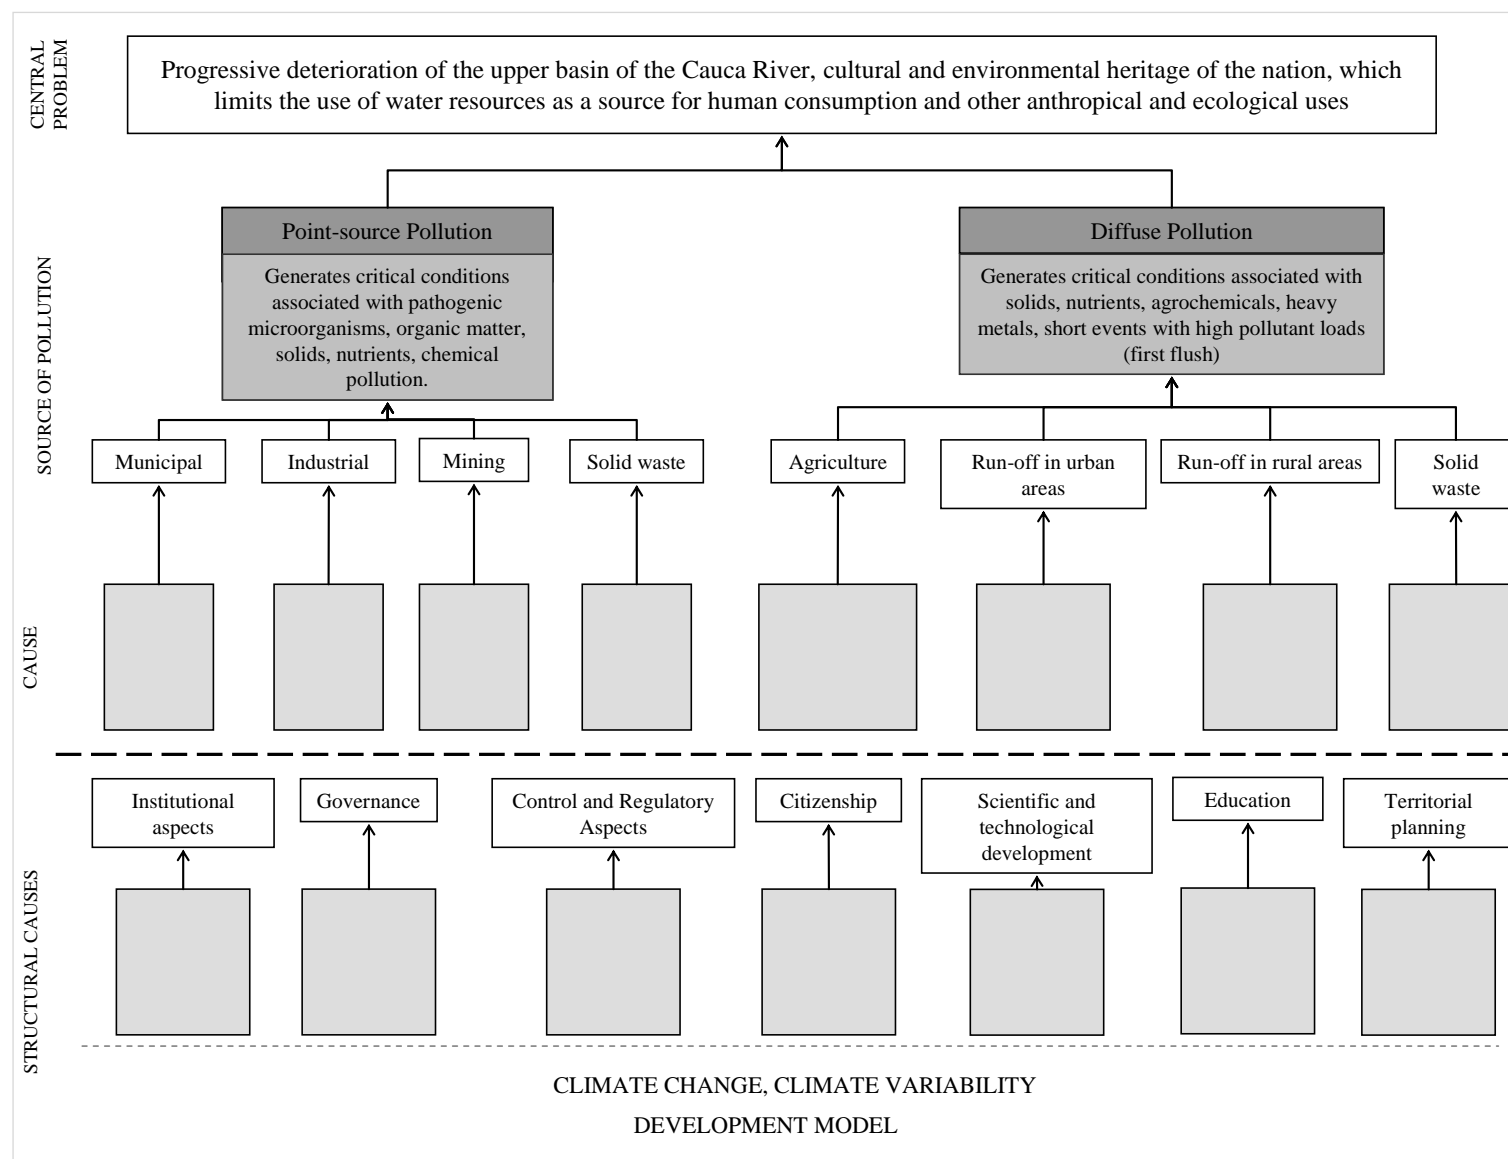 CENTRAL
PROBLEM
Progressive deterioration of the upper basin of the Cauca River, cultural and environmental heritage of the nation, which
limits the use of water resources as a source for human consumption and other anthropical and ecological uses
SOURCE OF POLLUTION
Point-source Pollution
Generates critical conditions
associated with pathogenic
microorganisms, organic matter,
solids, nutrients, chemical
pollution.
Diffuse Pollution
Generates critical conditions associated with
solids, nutrients, agrochemicals, heavy
metals, short events with high pollutant loads
(first flush)
Municipal
Industrial
Mining
Solid waste
Agriculture
Run-off in urban
areas
Run-off in rural areas
Solid
waste
CAUSE
STRUCTURAL CAUSES
Institutional
aspects
Governance
Control and Regulatory
Aspects
Citizenship
Scientific and
technological
development
Education
Territorial
planning
CLIMATE CHANGE, CLIMATE VARIABILITY
DEVELOPMENT MODEL